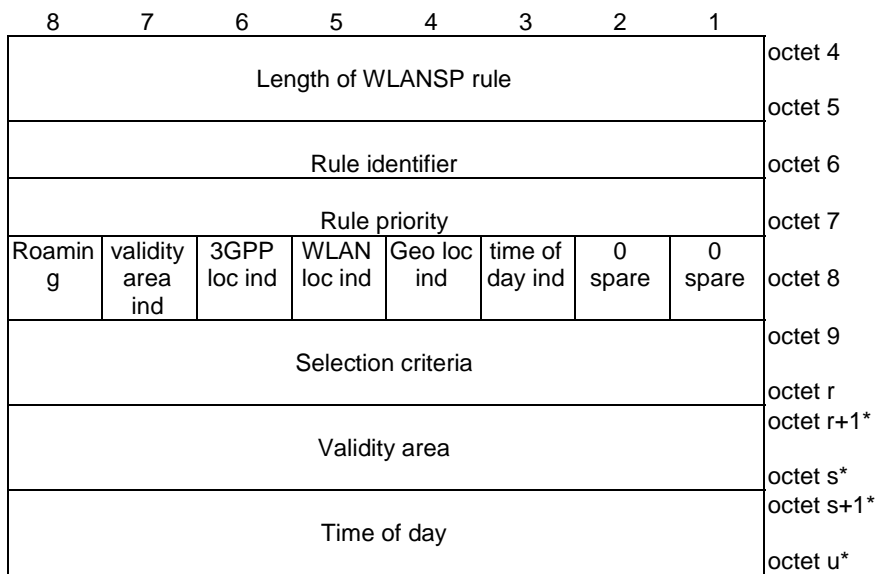 8 7 6 5 4 3 2 1
octet 4
Length of WLANSP rule
octet 5
Rule identifier octet 6
Rule priority octet 7
Roamin validity 3GPP WLAN Geo loc time of 0 0
g area loc ind loc ind ind day ind spare spare octet 8
ind
octet 9
Selection criteria
octet r
octet r+1*
Validity area
octet s*
octet s+1*
Time of day
octet u*